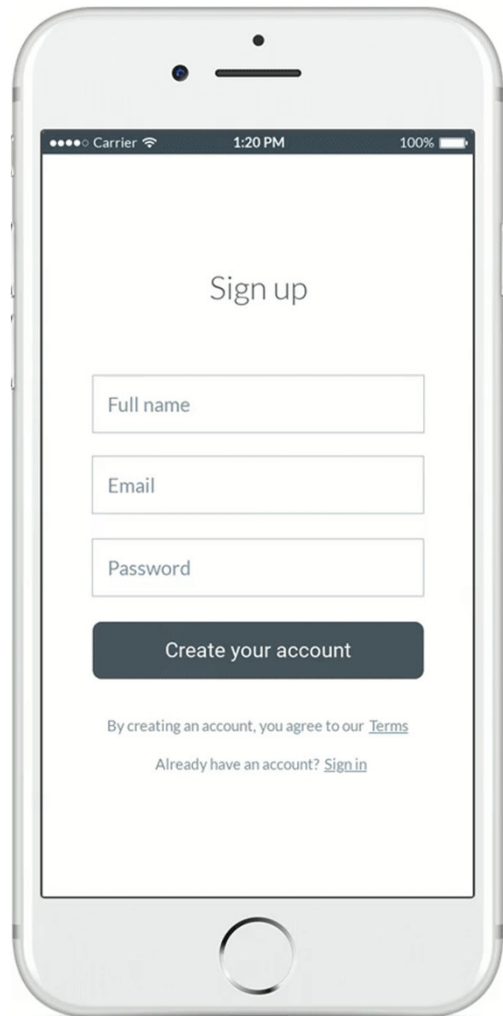 Carrier 1:20 PM 100%
Sign up
Full name
Email
Password
Create your account
By creating an account, you agree to our Terms
Already have an account? Sign in